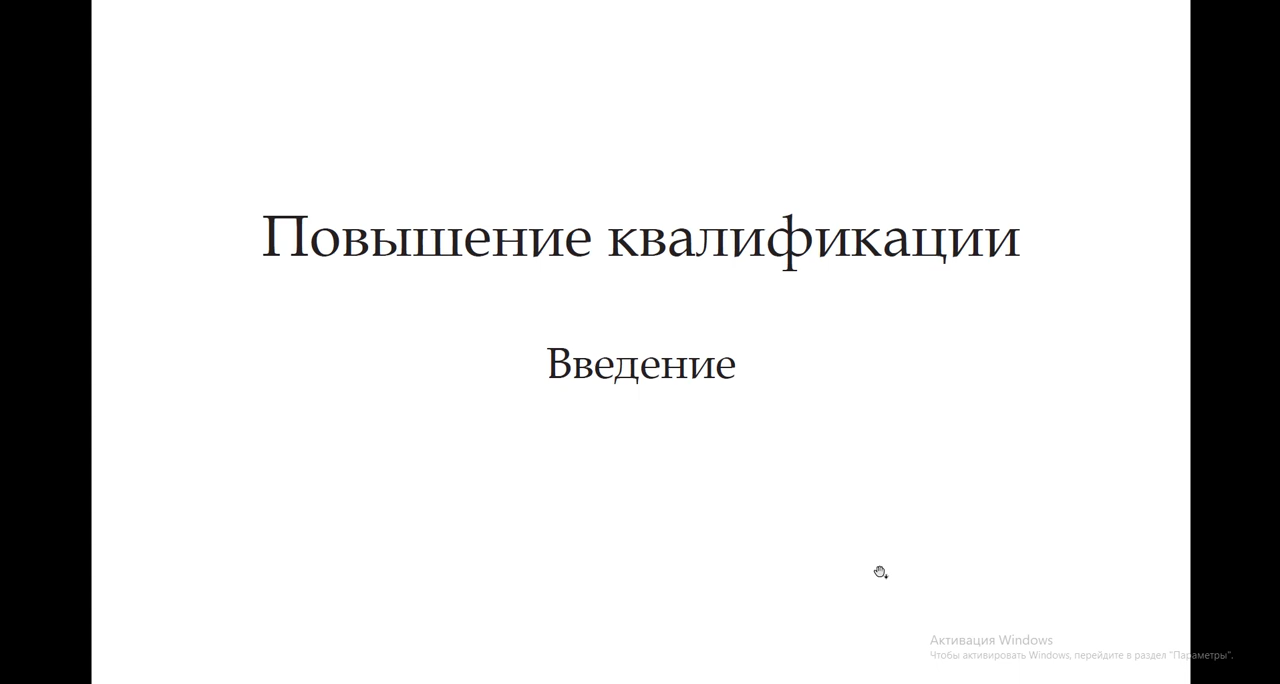 Повышение квалификации
Введение
Активация Windows
Чтобы активировать Windows, перейдите в раздел "Параметры".